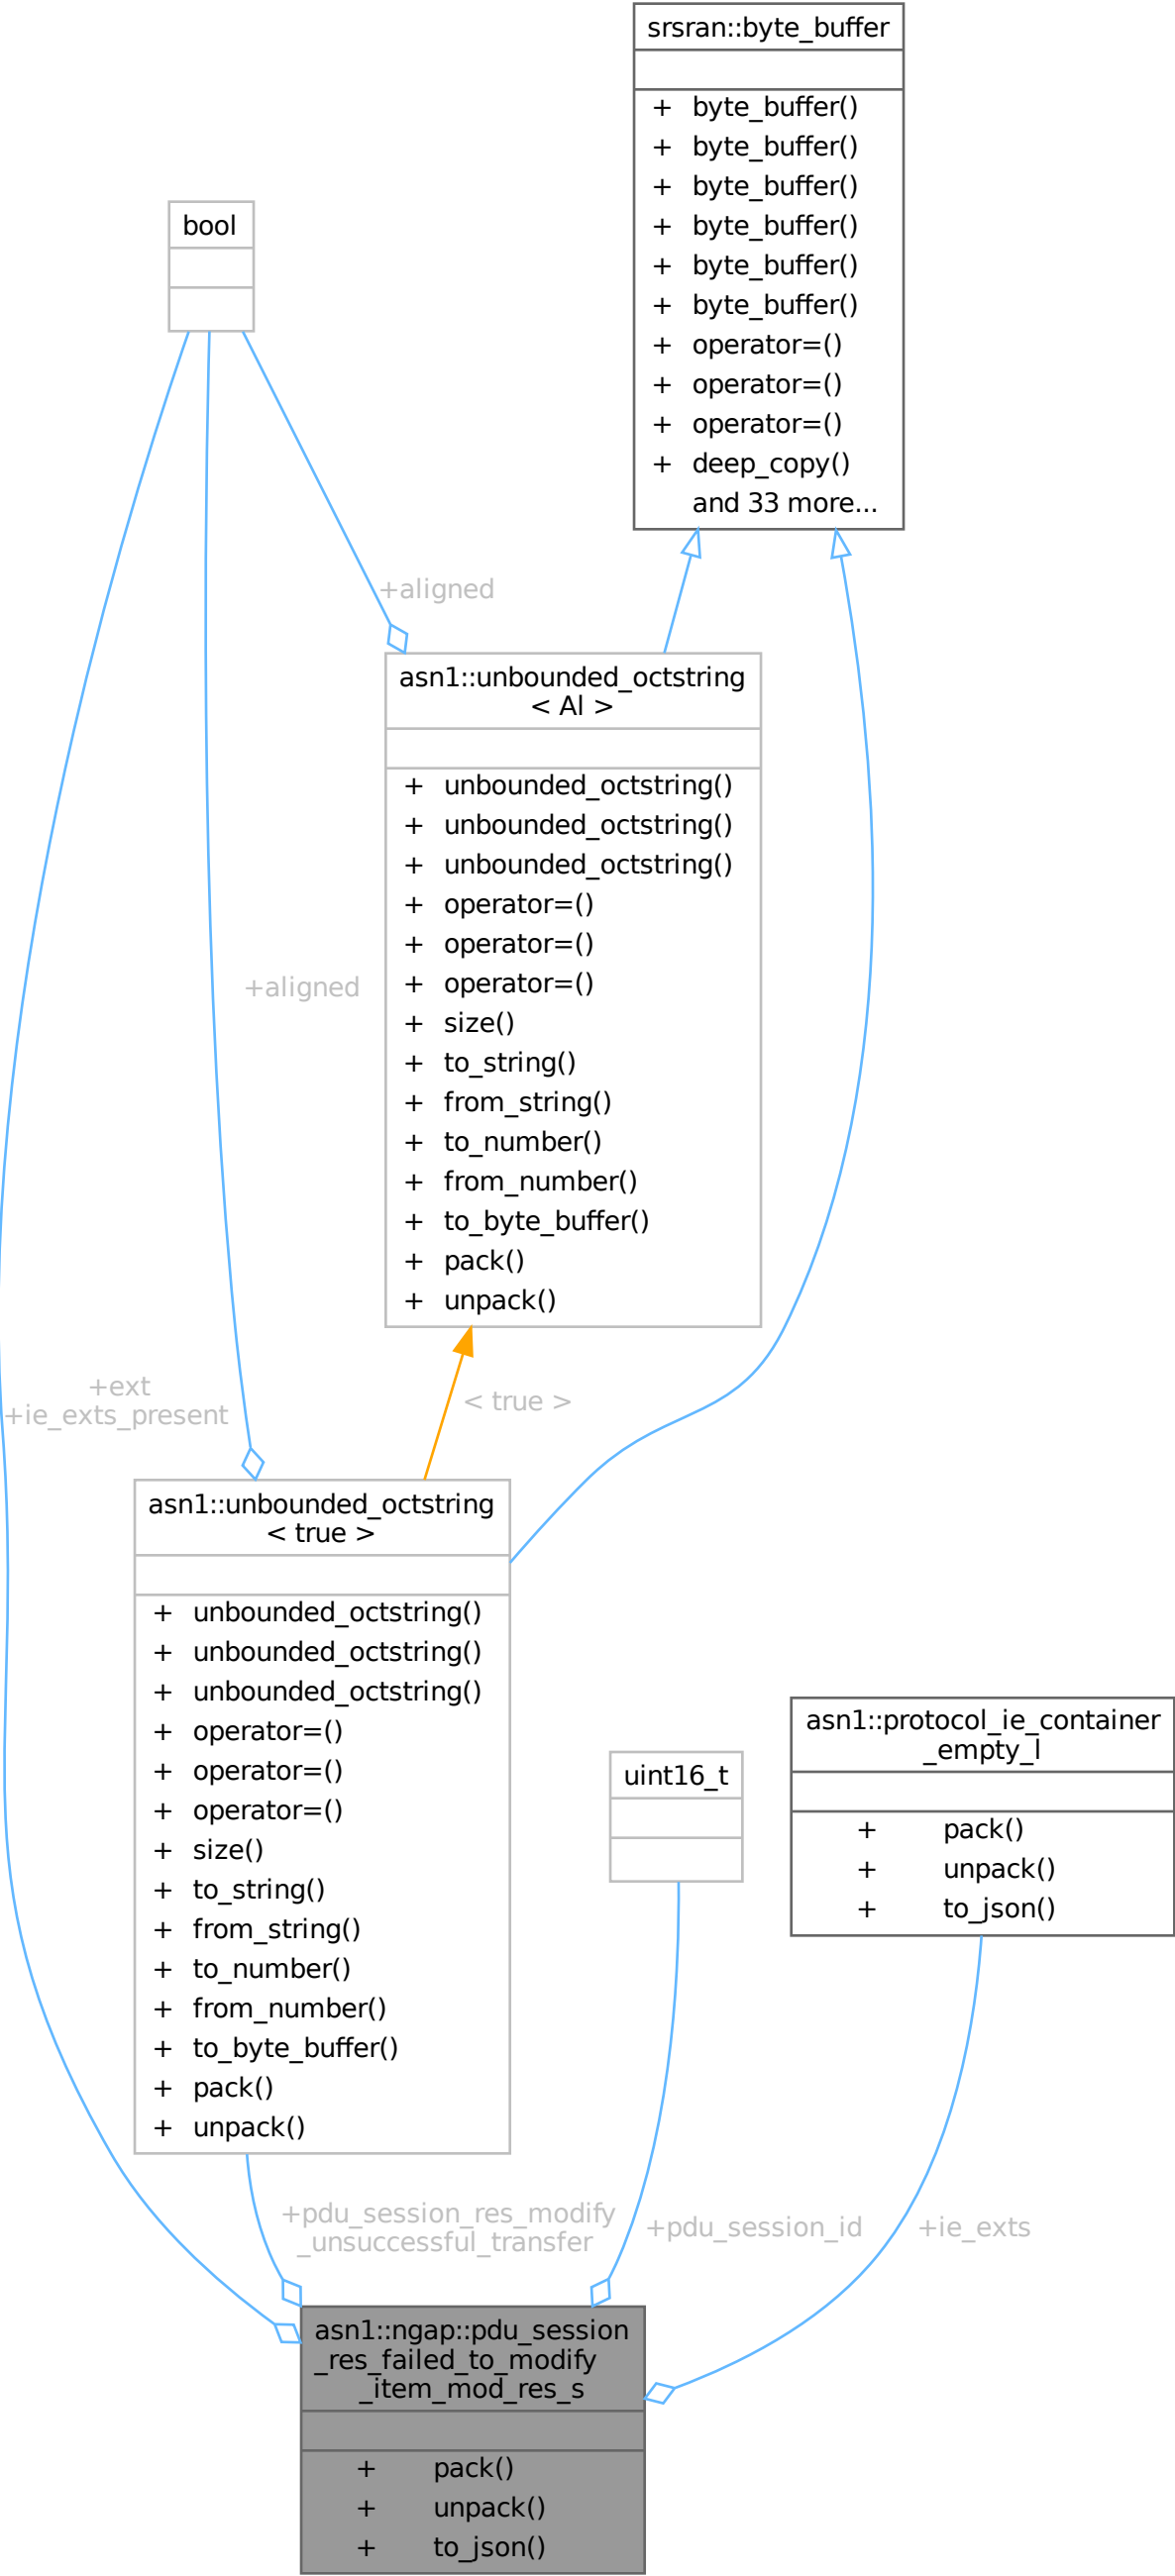 srsran::byte_buffer
+ byte_buffer()
+ byte_buffer()
+ byte_buffer()
+ byte_buffer()
+ byte_buffer()
+ byte_buffer()
+ operator=()
+ operator=()
+ operator=()
+ deep_copy()
and 33 more...
bool
+aligned
asn1::unbounded_octstring
< Al >
+ unbounded_octstring()
+ unbounded_octstring()
+ unbounded_octstring()
+ operator=()
+ operator=()
+ operator=()
+ size()
+ to_string()
+ from_string()
+ to_number()
+ from_number()
+ to_byte_buffer()
+ pack()
+ unpack()
+aligned
+ext
+ie_exts_present
< true >
asn1::unbounded_octstring
< true >
+ unbounded_octstring()
+ unbounded_octstring()
+ unbounded_octstring()
+ operator=()
+ operator=()
+ operator=()
+ size()
+ to_string()
+ from_string()
+ to_number()
+ from_number()
+ to_byte_buffer()
+ pack()
+ unpack()
uint16_t
asn1::protocol_ie_container
_empty_l
+ pack()
+ unpack()
+ to_json()
+pdu_session_res_modify
_unsuccessful_transfer
+pdu_session_id
+ie_exts
asn1::ngap::pdu_session
_res_failed_to_modify
_item_mod_res_s
+ pack()
+ unpack()
+ to_json()